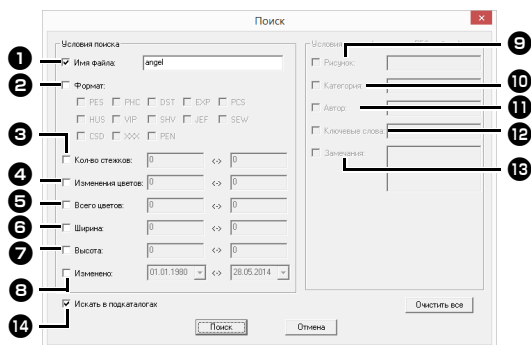 Поиск
Условия поиска
1 Имя файла: angel
2 Формат:
PES PHC DST EXP PCS
HUS VIP SHV JEF SEW
CSD XXX PEN
3 Кол-во стежков: 0 <-> 0
4 Изменения цветов: 0 <-> 0
5 Всего цветов: 0 <-> 0
6 Ширина: 0 <-> 0
7 Высота: 0 <-> 0
8 Изменено: 01.01.1980 <-> 28.05.2014
14 Искать в подкаталогах
Условия
9 Рисунок:
10 Категория:
11 Автор:
12 Ключевые слова:
13 Замечания:
Очистить все
Поиск Отмена